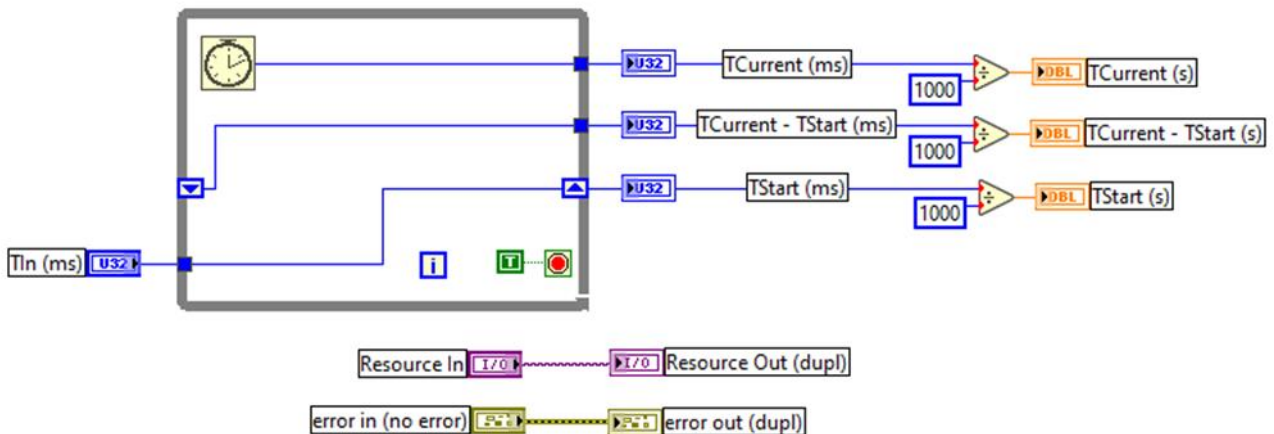 U32
TCurrent (ms)
1000
÷
DBL
TCurrent (s)
U32
TCurrent - TStart (ms)
1000
÷
DBL
TCurrent - TStart (s)
U32
TStart (ms)
1000
÷
DBL
TStart (s)
TIn (ms)
U32
i
T
Resource In
I/O
I/O
Resource Out (dupl)
error in (no error)
error out (dupl)